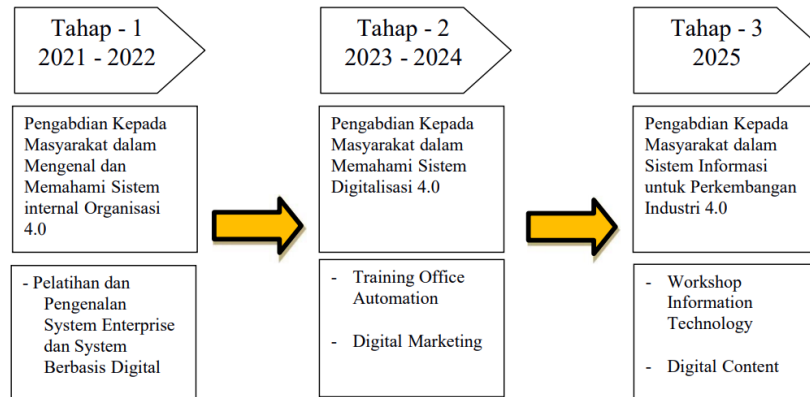 Tahap - 1
2021 - 2022
Tahap - 2
2023 - 2024
Tahap - 3
2025
Pengabdian Kepada
Masyarakat dalam
Mengenal dan
Memahami Sistem
internal Organisasi
4.0
Pengabdian Kepada
Masyarakat dalam
Memahami Sistem
Digitalisasi 4.0
Pengabdian Kepada
Masyarakat dalam
Sistem Informasi
untuk Perkembangan
Industri 4.0
- Pelatihan dan
Pengenalan
System Enterprise
dan System
Berbasis Digital
- Training Office
Automation
- Digital Marketing
- Workshop
Information
Technology
- Digital Content